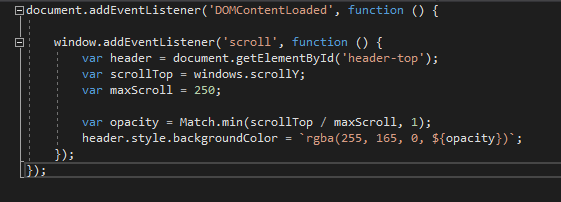 document.addEventListener('DOMContentLoaded', function () {
window.addEventListener('scroll', function () {
var header = document.getElementById('header-top');
var scrollTop = windows.scrollY;
var maxScroll = 250;
var opacity = Match.min(scrollTop / maxScroll, 1);
header.style.backgroundColor = `rgba(255, 165, 0, ${opacity})`;
});
});